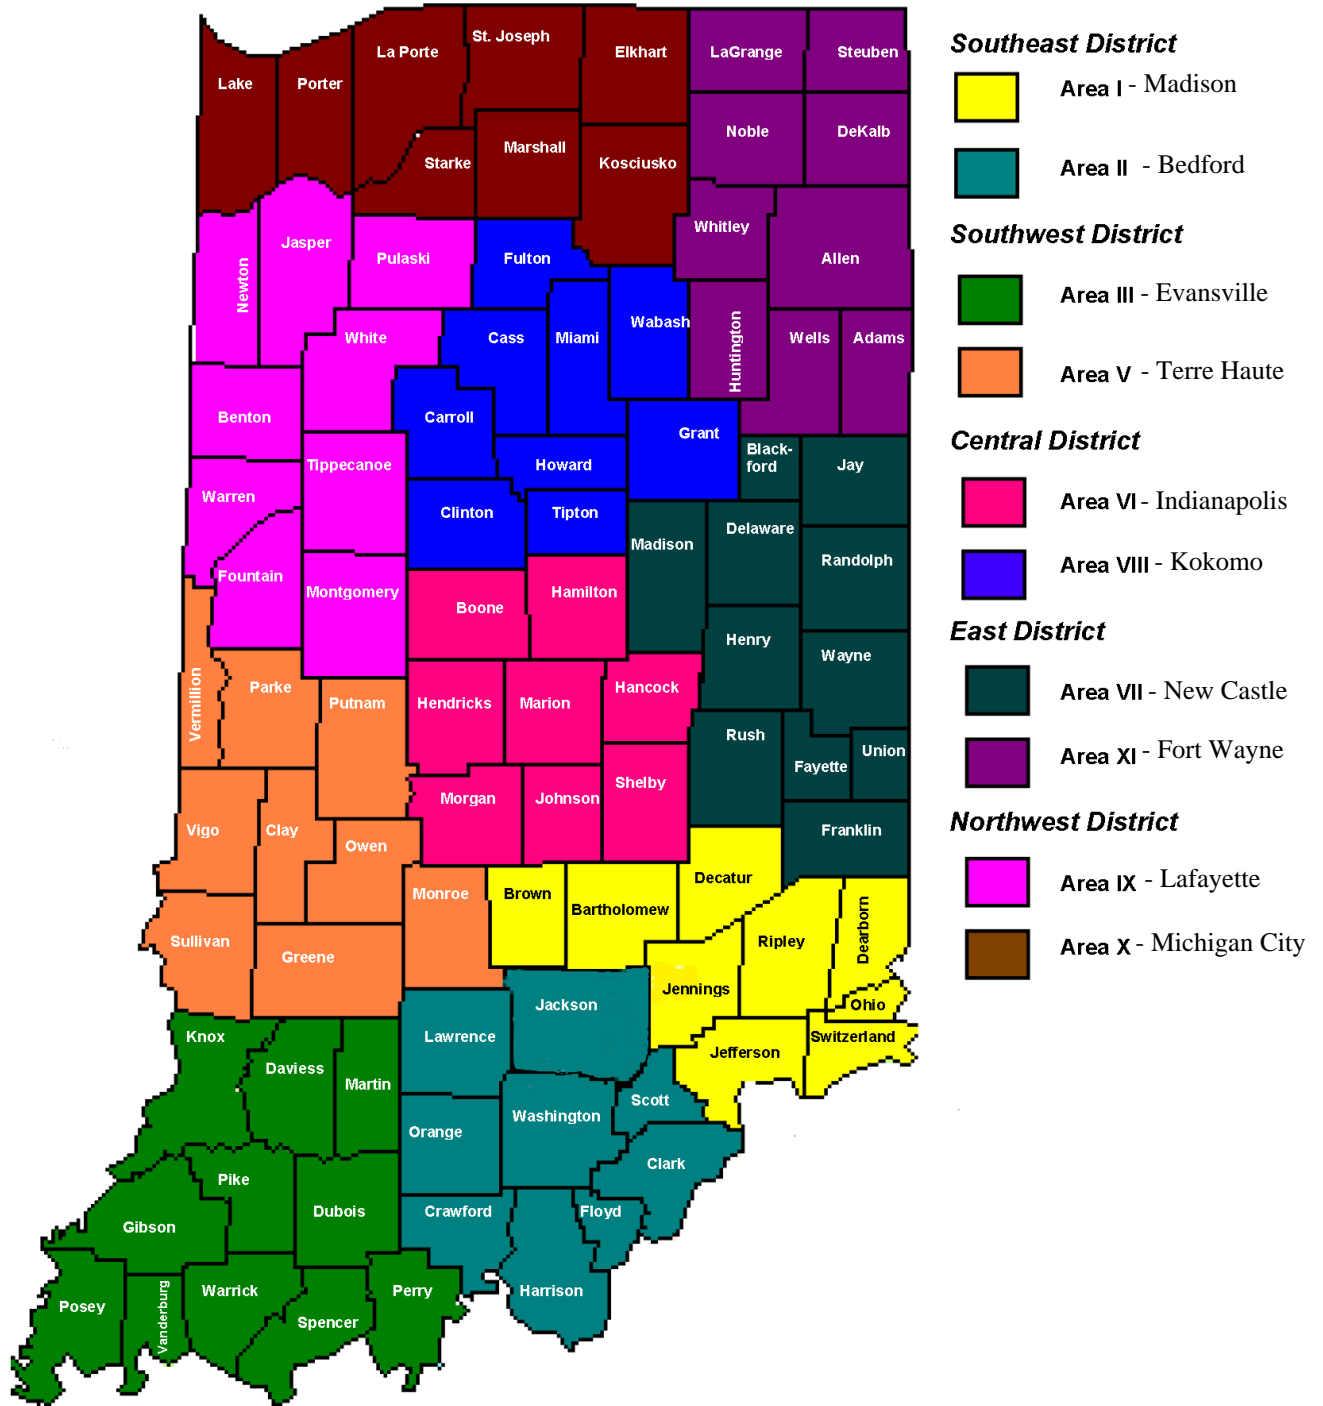 Lake
Porter
La Porte
St. Joseph
Elkhart
LaGrange
Steuben
Noble
DeKalb
Starke
Marshall
Kosciusko
Whitley
Allen
Newton
Jasper
Pulaski
Fulton
White
Cass
Miami
Wabash
Huntington
Wells
Adams
Benton
Carroll
Grant
Black-
ford
Jay
Tippecanoe
Howard
Warren
Clinton
Tipton
Madison
Delaware
Randolph
Fountain
Montgomery
Boone
Hamilton
Henry
Wayne
Vermillion
Parke
Putnam
Hendricks
Marion
Hancock
Rush
Fayette
Union
Vigo
Clay
Owen
Morgan
Johnson
Shelby
Franklin
Monroe
Brown
Bartholomew
Decatur
Sullivan
Greene
Ripley
Dearborn
Jennings
Jackson
Ohio
Knox
Daviess
Martin
Lawrence
Jefferson
Switzerland
Orange
Washington
Scott
Pike
Clark
Gibson
Dubois
Crawford
Floyd
Posey
Vanderburg
Warrick
Spencer
Perry
Harrison
Southeast District
Area I - Madison
Area II - Bedford
Southwest District
Area III - Evansville
Area V - Terre Haute
Central District
Area VI - Indianapolis
Area VIII - Kokomo
East District
Area VII - New Castle
Area XI - Fort Wayne
Northwest District
Area IX - Lafayette
Area X - Michigan City